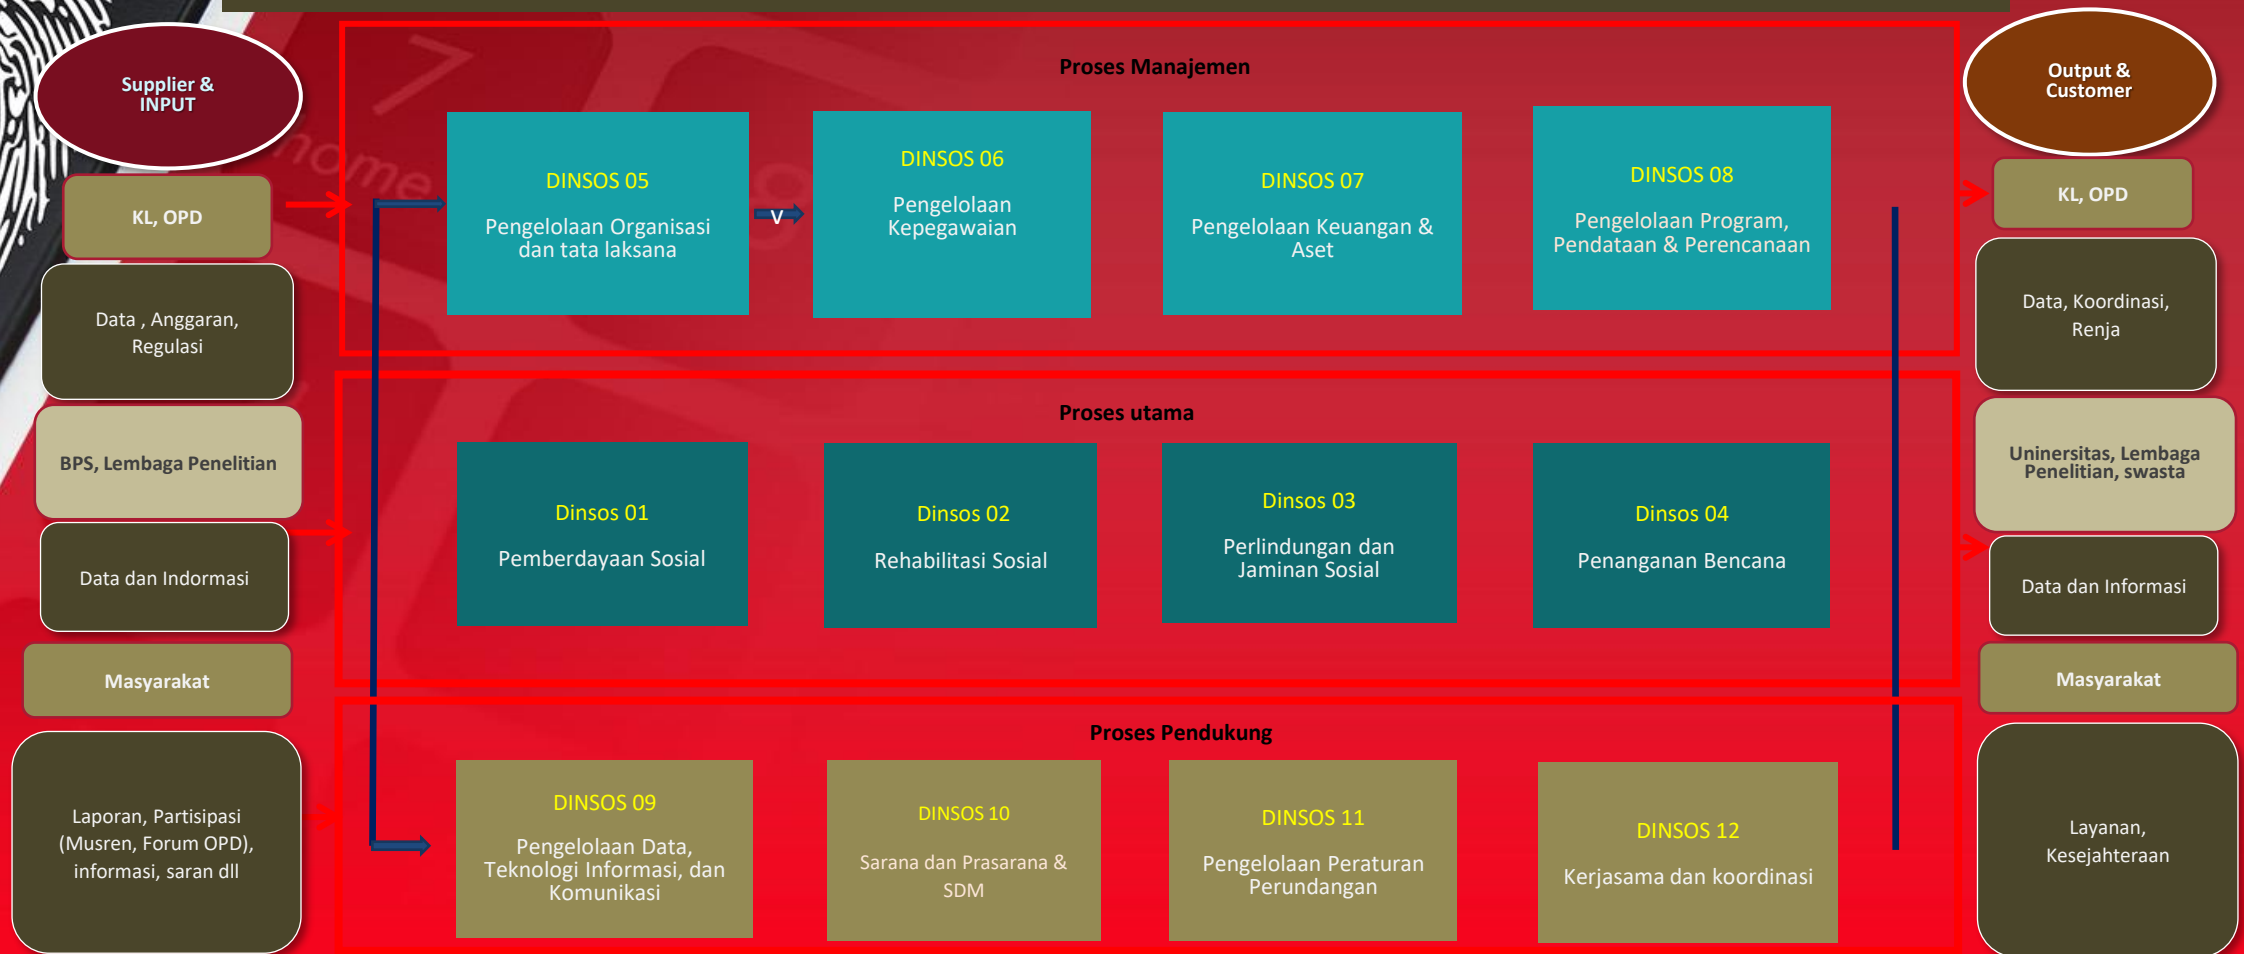 Supplier &
INPUT
KL, OPD
Data , Anggaran,
Regulasi
BPS, Lembaga Penelitian
Data dan Indormasi
Masyarakat
Laporan, Partisipasi
(Musren, Forum OPD),
informasi, saran dll
Proses Manajemen
DINSOS 05
Pengelolaan Organisasi
dan tata laksana
V
DINSOS 06
Pengelolaan
Kepegawaian
DINSOS 07
Pengelolaan Keuangan &
Aset
DINSOS 08
Pengelolaan Program,
Pendataan & Perencanaan
Proses utama
Dinsos 01
Pemberdayaan Sosial
Dinsos 02
Rehabilitasi Sosial
Dinsos 03
Perlindungan dan
Jaminan Sosial
Dinsos 04
Penanganan Bencana
Proses Pendukung
DINSOS 09
Pengelolaan Data,
Teknologi Informasi, dan
Komunikasi
DINSOS 10
Sarana dan Prasarana &
SDM
DINSOS 11
Pengelolaan Peraturan
Perundangan
DINSOS 12
Kerjasama dan koordinasi
Output &
Customer
KL, OPD
Data, Koordinasi,
Renja
Uninersitas, Lembaga
Penelitian, swasta
Data dan Informasi
Masyarakat
Layanan,
Kesejahteraan
7
home